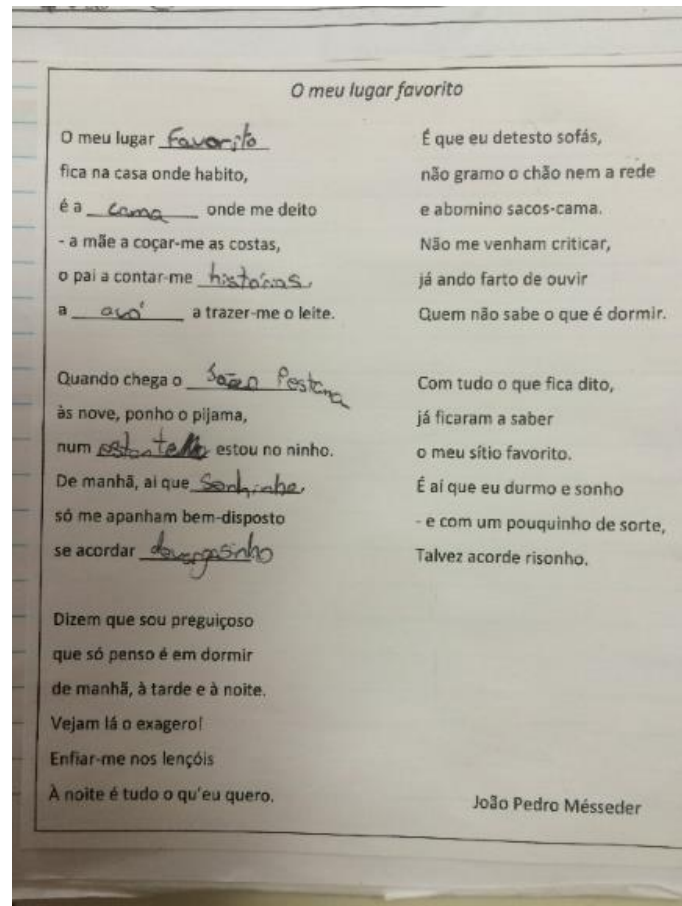 O meu lugar favorito
O meu lugar Favorito
fica na casa onde habito,
é a cama onde me deito
- a mãe a coçar-me as costas,
o pai a contar-me histórias,
a avó a trazer-me o leite.
Quando chega o João Pestana
às nove, ponho o pijama,
num estou no ninho.
De manhã, ai que
só me apanham bem-disposto
se acordar devargasinho
Dizem que sou preguiçoso
que só penso é em dormir
de manhã, à tarde e à noite.
Vejam lá o exagero!
Enfiar-me nos lençóis
À noite é tudo o qu'eu quero.
É que eu detesto sofás,
não gramo o chão nem a rede
e abomino sacos-cama.
Não me venham criticar,
já ando farto de ouvir
Quem não sabe o que é dormir.
Com tudo o que fica dito,
já ficaram a saber
o meu sítio favorito.
É aí que eu durmo e sonho
- e com um pouquinho de sorte,
Talvez acorde risonho.
João Pedro Mésseder